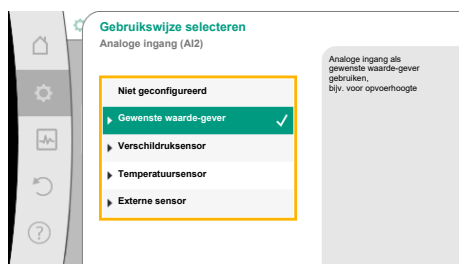 Gebruikswijze selecteren
Analoge ingang (AI2)
Niet geconfigureerd
Gewenste waarde-gever
Verschildruksensor
Temperatuursensor
Externe sensor
Analoge ingang als
gewenste waarde-gever
gebruiken,
bijv. voor opvoerhoogte
?